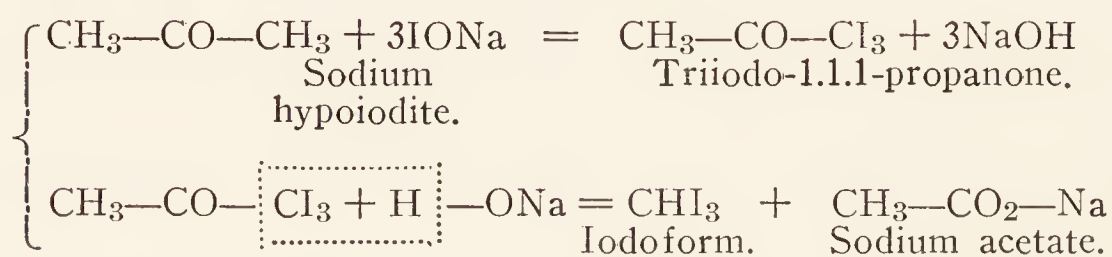 CH₃—CO—CH₃ + 3IONa = CH₃—CO—CI₃ + 3NaOH
Sodium Triiodo-1.1.1-propanone.
hypoiodite.
CH₃—CO—CI₃ + H—ONa = CHI₃ + CH₃—CO₂—Na
Iodoform. Sodium acetate.